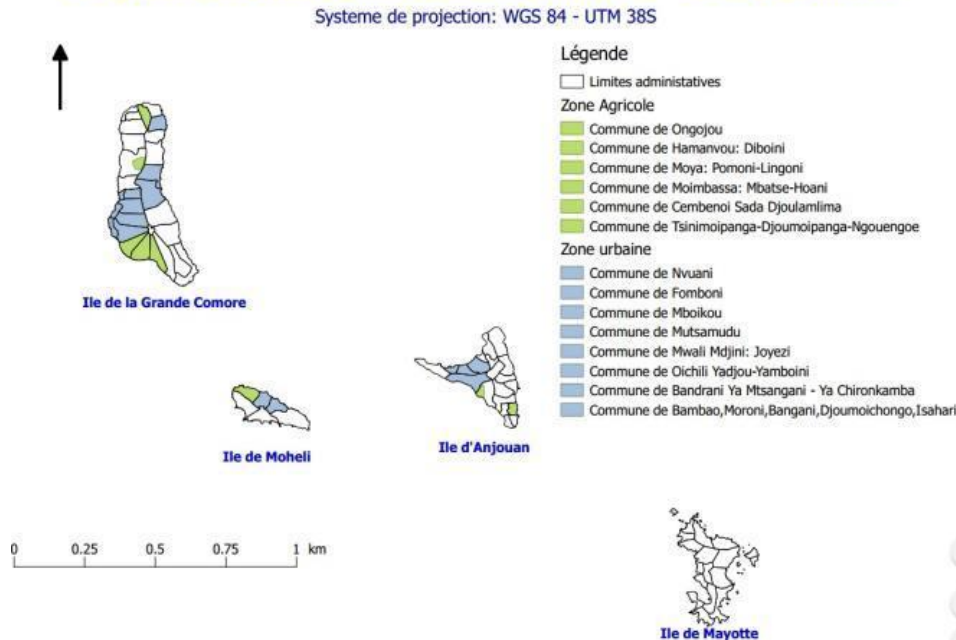 Systeme de projection: WGS 84 - UTM 38S
Légende
Limites administatives
Zone Agricole
Commune de Ongojou
Commune de Hamanvou: Diboini
Commune de Moya: Pomoni-Lingoni
Commune de Moimbassa: Mbatse-Hoani
Commune de Cembenoi Sada Djoulamlima
Commune de Tsinimoipanga-Djoumoipanga-Ngouengoe
Zone urbaine
Commune de Nvuani
Commune de Fomboni
Commune de Mboikou
Commune de Mutsamudu
Commune de Mwali Mdjini: Joyezi
Commune de Oichili Yadjou-Yamboini
Commune de Bandrani Ya Mtsangani - Ya Chironkamba
Commune de Bambao,Moroni,Bangani,Djoumoichongo,Isahari
Ile de la Grande Comore
Ile de Moheli
Ile d'Anjouan
0 0.25 0.5 0.75 1 km
Ile de Mayotte